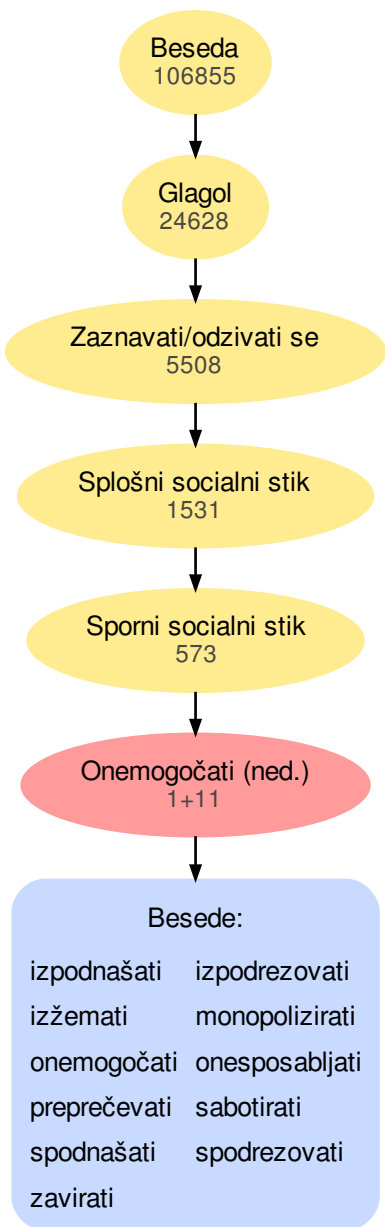 Beseda
106855
Glagol
24628
Zaznavati/odzivati se
5508
Splošni socialni stik
1531
Sporni socialni stik
573
Onemogočati (ned.)
1+11
Besede:
izpodnašati izpodrezovati
izžemati monopolizirati
onemogočati onesposabljati
preprečevati sabotirati
spodnašati spodrezovati
zavirati